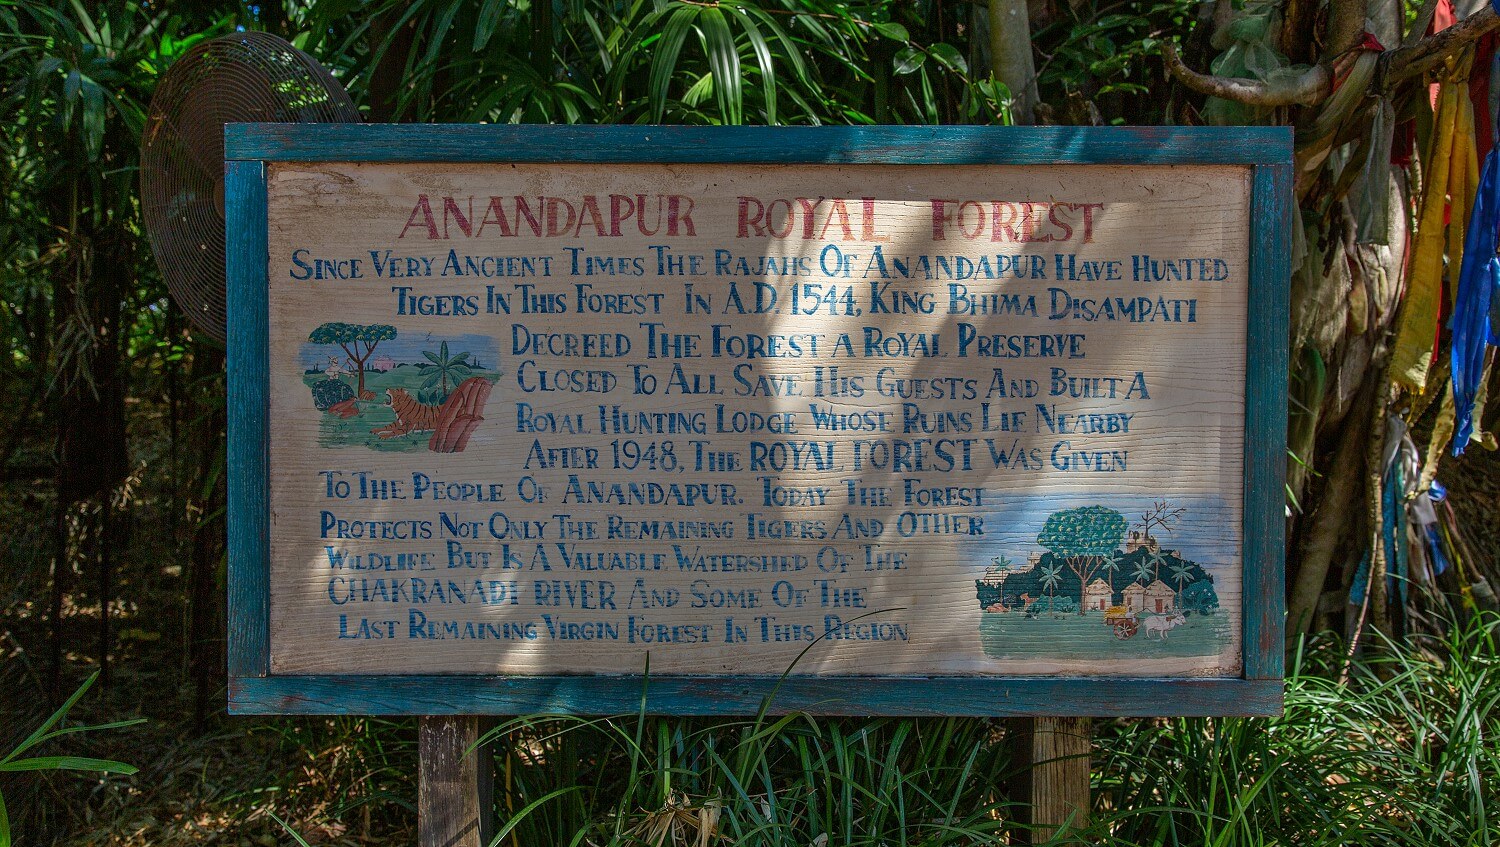 ANANDAPUR ROYAL FOREST
SINCE VERY ANCIENT TIMES THE RAJAHS OF ANANDAPUR HAVE HUNTED
TIGERS IN THIS FOREST IN A.D. 1544, KING BHIMA DISAMPATI
DECREED THE FOREST A ROYAL PRESERVE
CLOSED TO ALL SAVE HIS GUESTS AND BUILT A
ROYAL HUNTING LODGE WHOSE RUINS LIE NEARBY
AFTER 1948, THE ROYAL FOREST WAS GIVEN
TO THE PEOPLE OF ANANDAPUR. TODAY THE FOREST
PROTECTS NOT ONLY THE REMAINING TIGERS AND OTHER
WILDLIFE BUT IS A VALUABLE WATERSHED OF THE
CHAKRANADI RIVER AND SOME OF THE
LAST REMAINING VIRGIN FOREST IN THIS REGION.